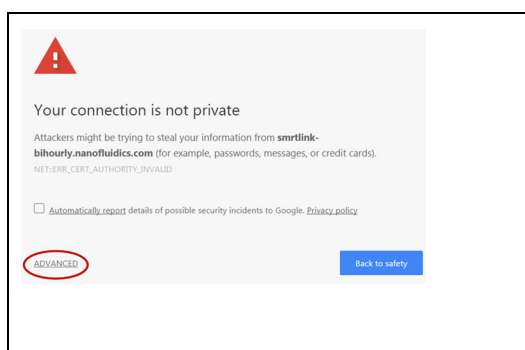 Your connection is not private
Attackers might be trying to steal your information from smrtlink-
bihourly.nanofluidics.com (for example, passwords, messages, or credit cards).
NET::ERR_CERT_AUTHORITY_INVALID
Automatically report details of possible security incidents to Google. Privacy policy
ADVANCED
Back to safety